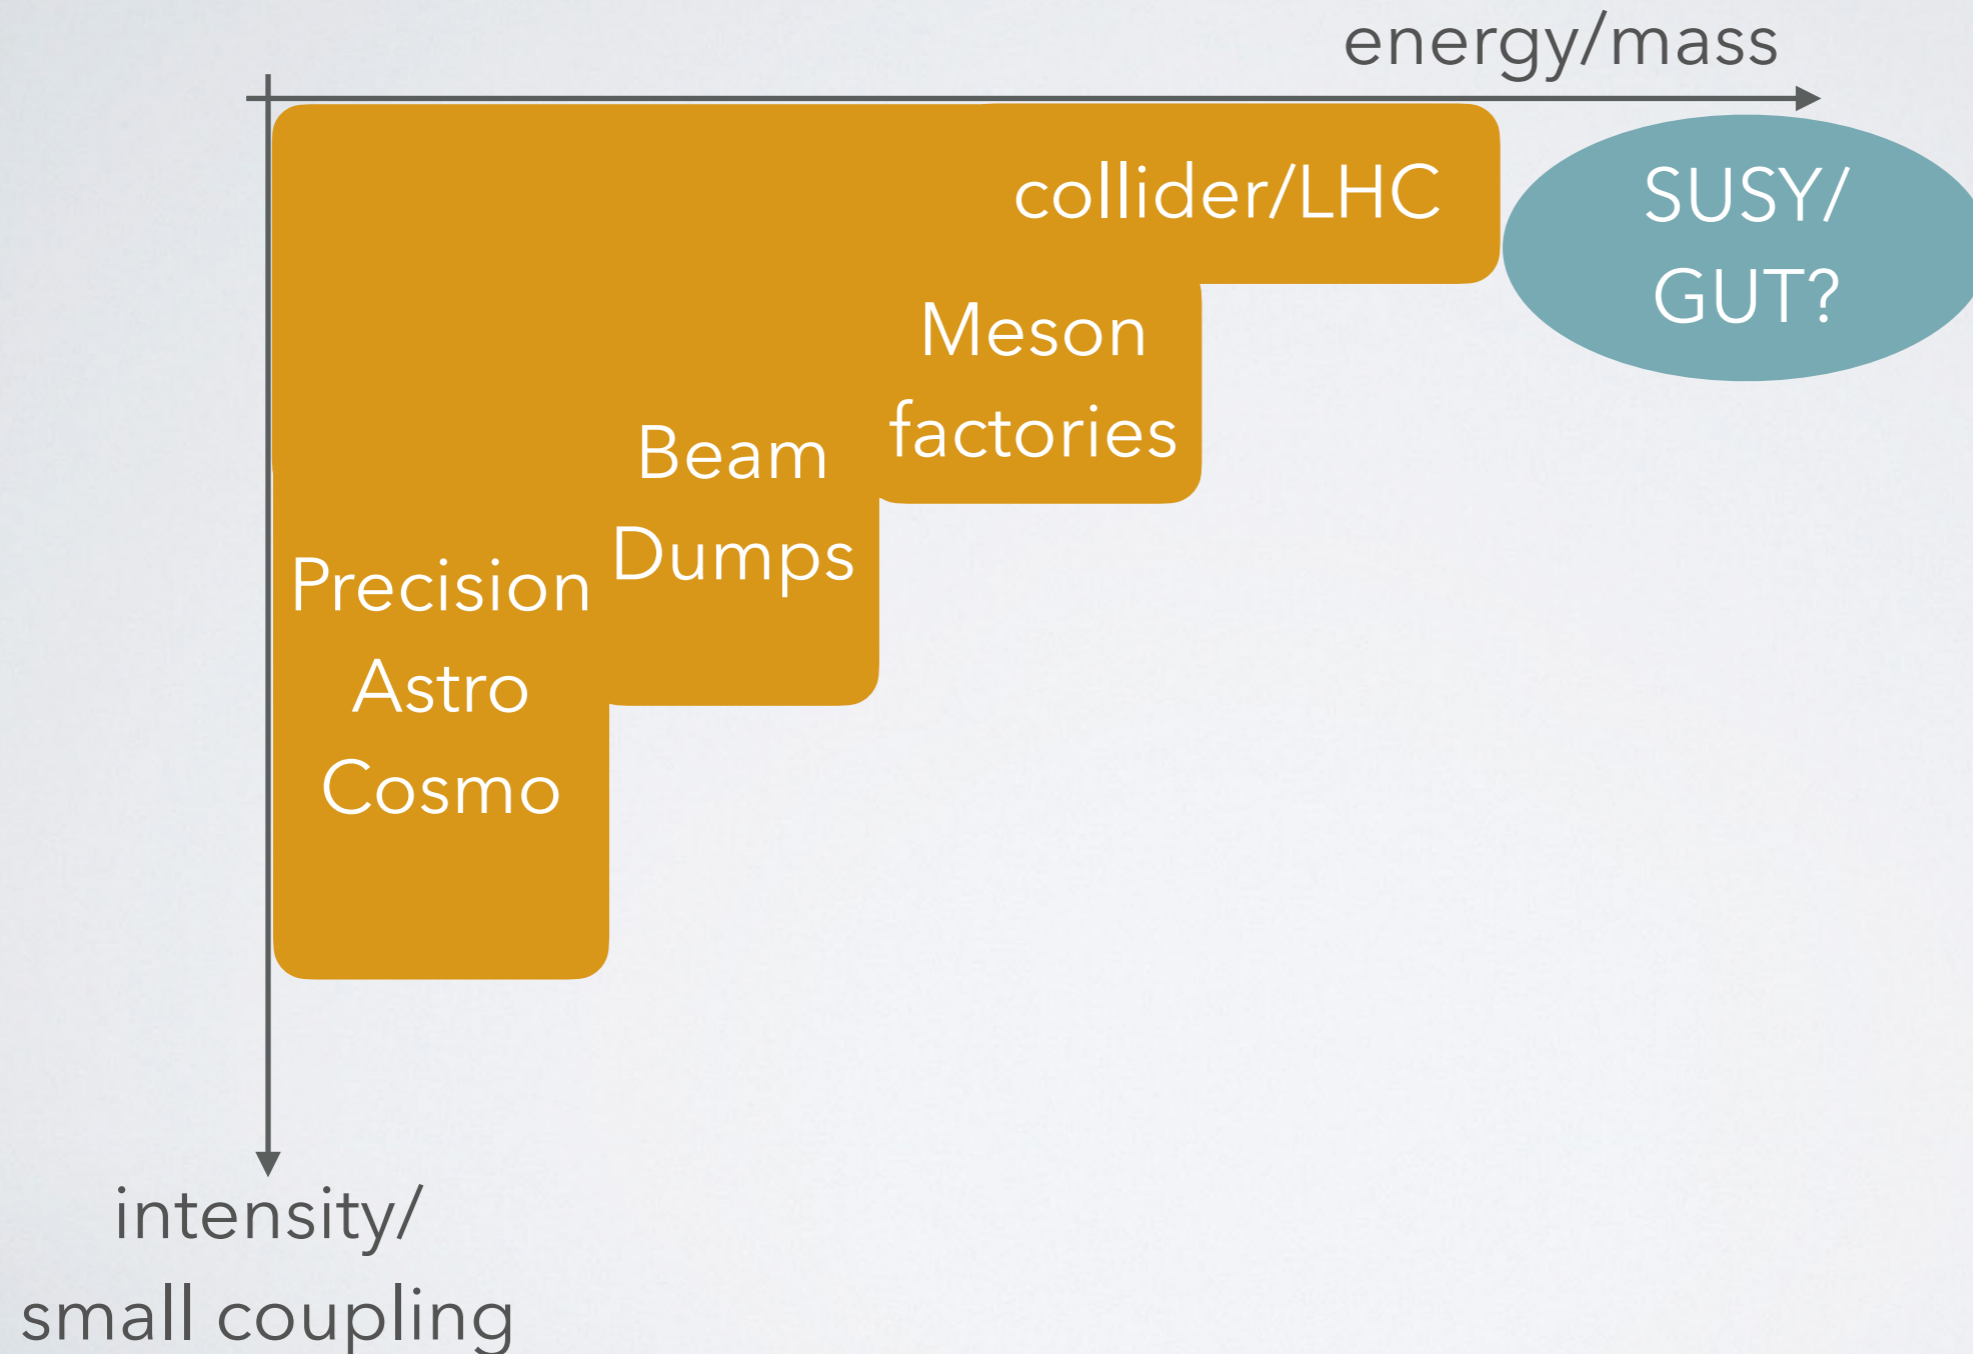 energy/mass
collider/LHC
SUSY/
GUT?
Meson
factories
Beam
Dumps
Precision
Astro
Cosmo
intensity/
small coupling